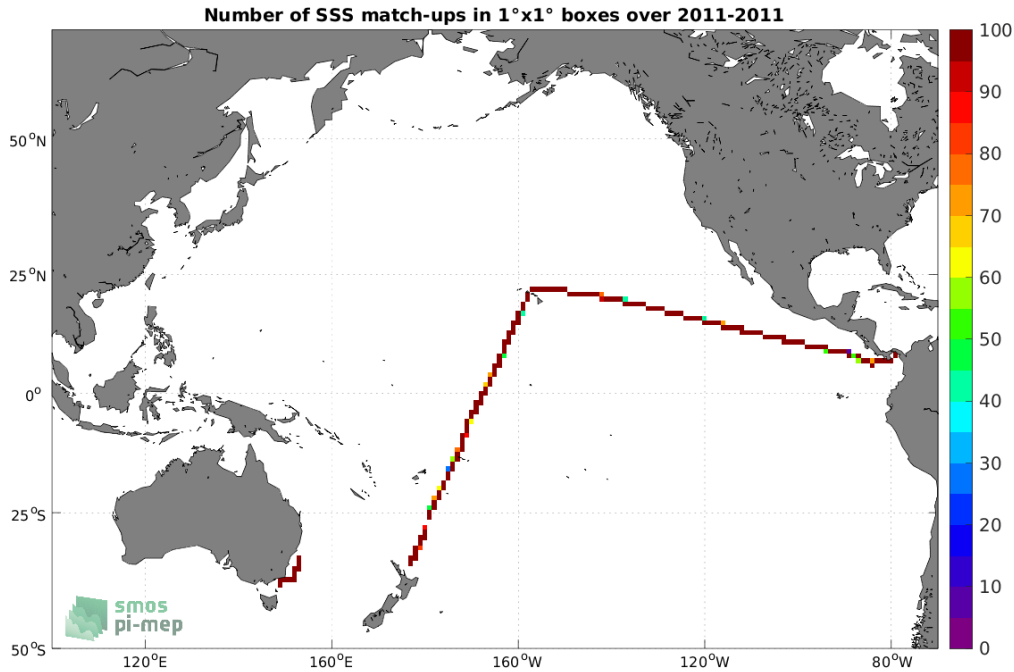 Number of SSS match-ups in 1°x1° boxes over 2011-2011
100
90
80
70
60
50
40
30
20
10
0
50°N
25°N
0°
25°S
50°S
120°E
160°E
160°W
120°W
80°W
smos
pi-mep